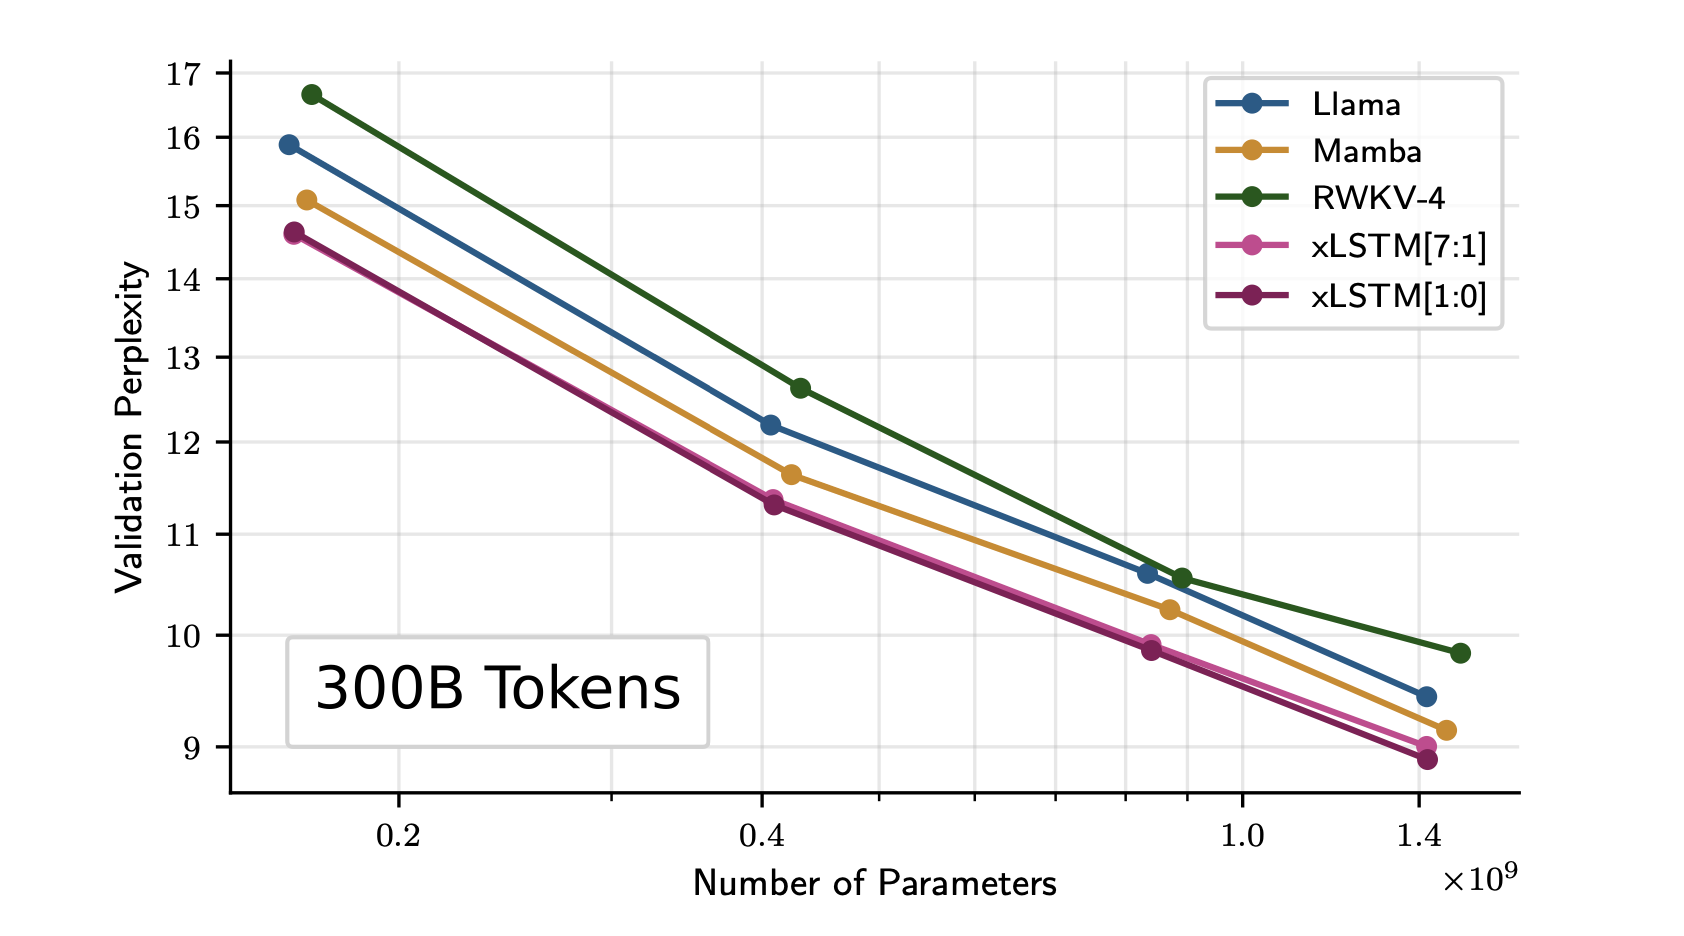 17
16
15
14
13
12
11
10
9
Validation Perplexity
Llama
Mamba
RWKV-4
xLSTM[7:1]
xLSTM[1:0]
300B Tokens
0.2 0.4 1.0 1.4
Number of Parameters
×10⁹